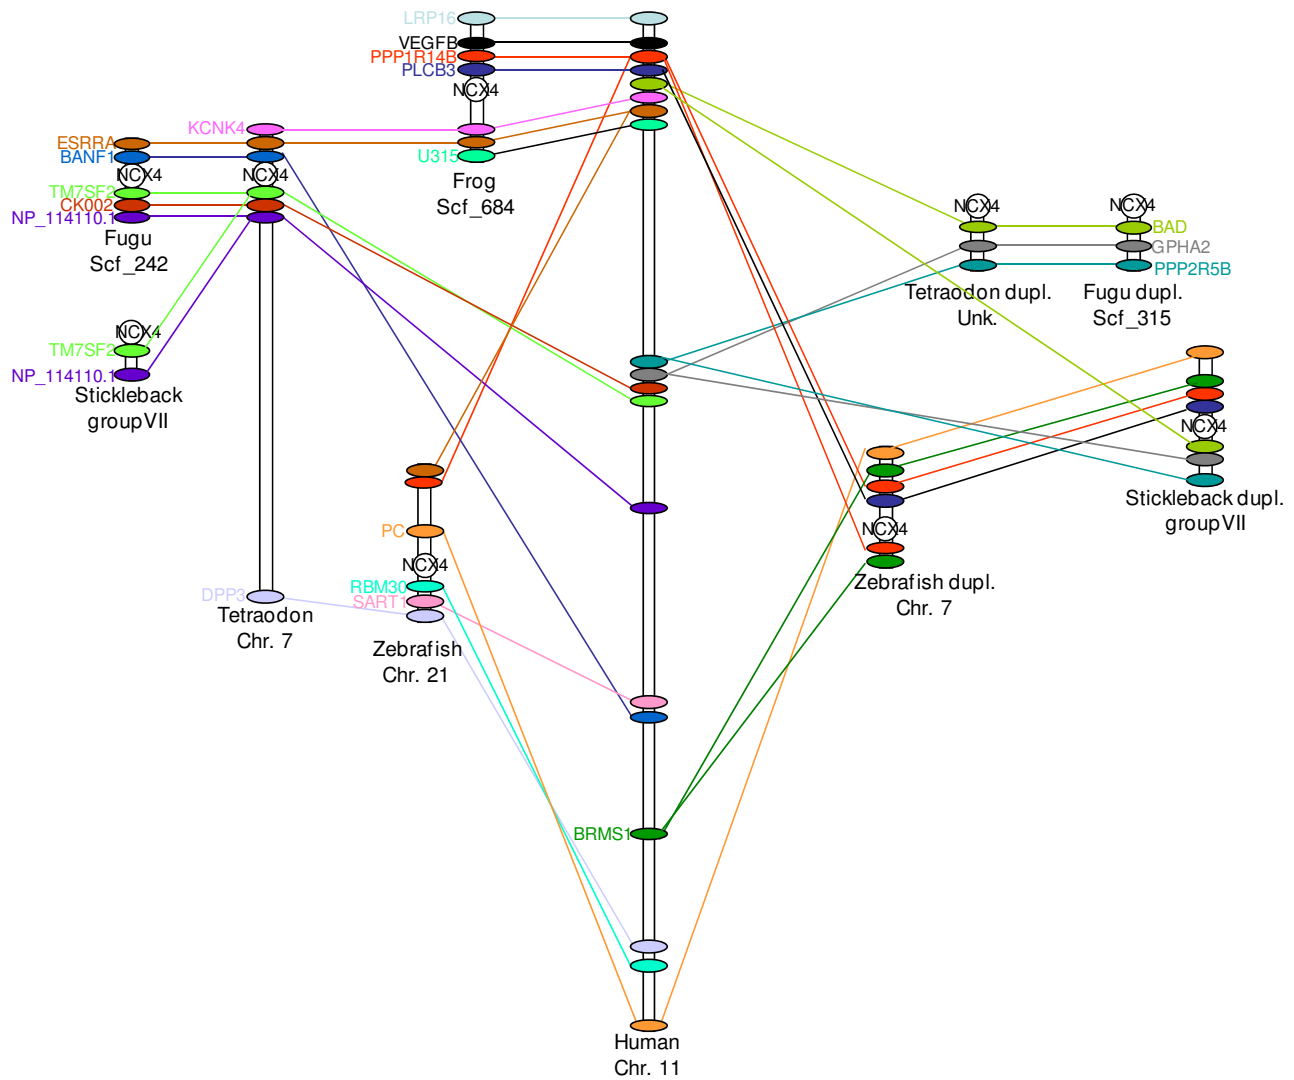 LRP16
VEGFB
PPP1R14B
PLCB3
NCX4
KCNK4
U315
Frog
Scf_684
ESRRA
BANF1
NCX4
NCX4
TM7SF2
CK002
NP_114110.1
Fugu
Scf_242
NCX4
TM7SF2
NP_114110.1
Stickleback
groupVII
NCX4
NCX4
BAD
GPHA2
PPP2R5B
Tetraodon dupl.
Unk.
Fugu dupl.
Scf_315
NCX4
Stickleback dupl.
groupVII
PC
NCX4
RBM30
SART1
Zebrafish
Chr. 21
DPP3
Tetraodon
Chr. 7
NCX4
Zebrafish dupl.
Chr. 7
BRMS1
Human
Chr. 11